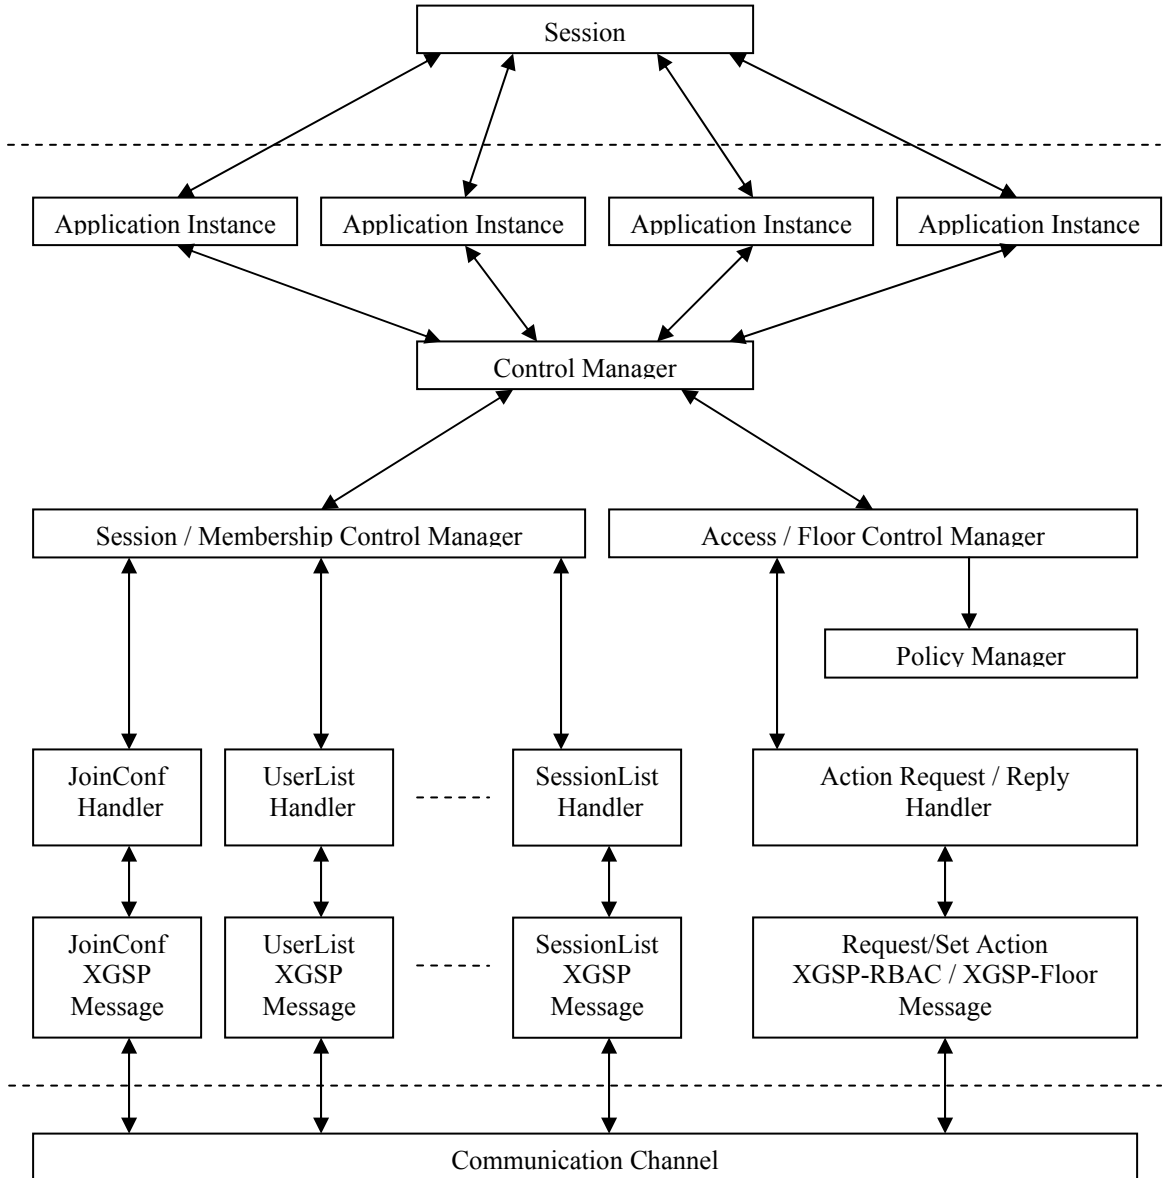 Session
Application Instance
Application Instance
Application Instance
Application Instance
Control Manager
Session / Membership Control Manager
Access / Floor Control Manager
Policy Manager
JoinConf
Handler
UserList
Handler
SessionList
Handler
Action Request / Reply
Handler
JoinConf
XGSP
Message
UserList
XGSP
Message
SessionList
XGSP
Message
Request/Set Action
XGSP-RBAC / XGSP-Floor
Message
Communication Channel